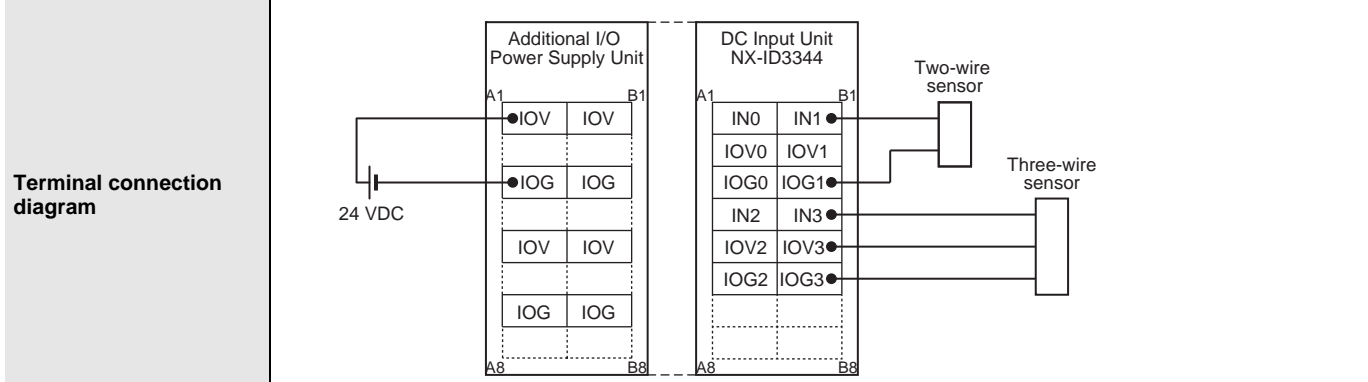 Terminal connection
diagram
Additional I/O
Power Supply Unit
A1 B1
IOV IOV
IOG IOG
IOV IOV
IOG IOG
A8 B8
24 VDC
DC Input Unit
NX-ID3344
A1 B1
IN0 IN1
IOV0 IOV1
IOG0 IOG1
IN2 IN3
IOV2 IOV3
IOG2 IOG3
A8 B8
Two-wire
sensor
Three-wire
sensor